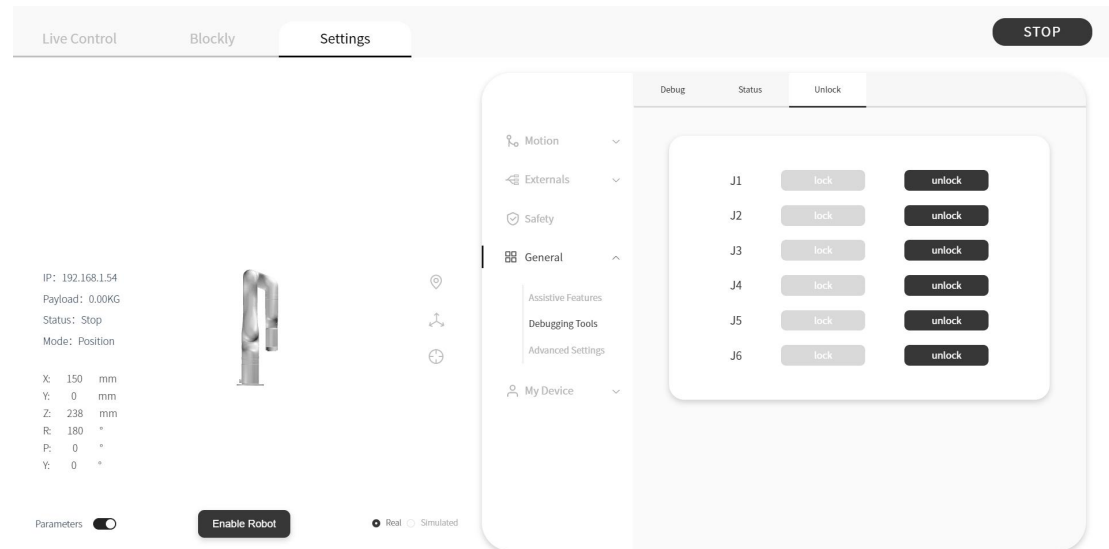 Live Control Blockly Settings STOP
Debug Status Unlock
Motion
Externals
Safety
General
Assistive Features
Debugging Tools
Advanced Settings
My Device
J1 lock unlock
J2 lock unlock
J3 lock unlock
J4 lock unlock
J5 lock unlock
J6 lock unlock
IP: 192.168.1.54
Payload: 0.00KG
Status: Stop
Mode: Position
X: 150 mm
Y: 0 mm
Z: 238 mm
R: 180 °
P: 0 °
Y: 0 °
Parameters Enable Robot Real Simulated